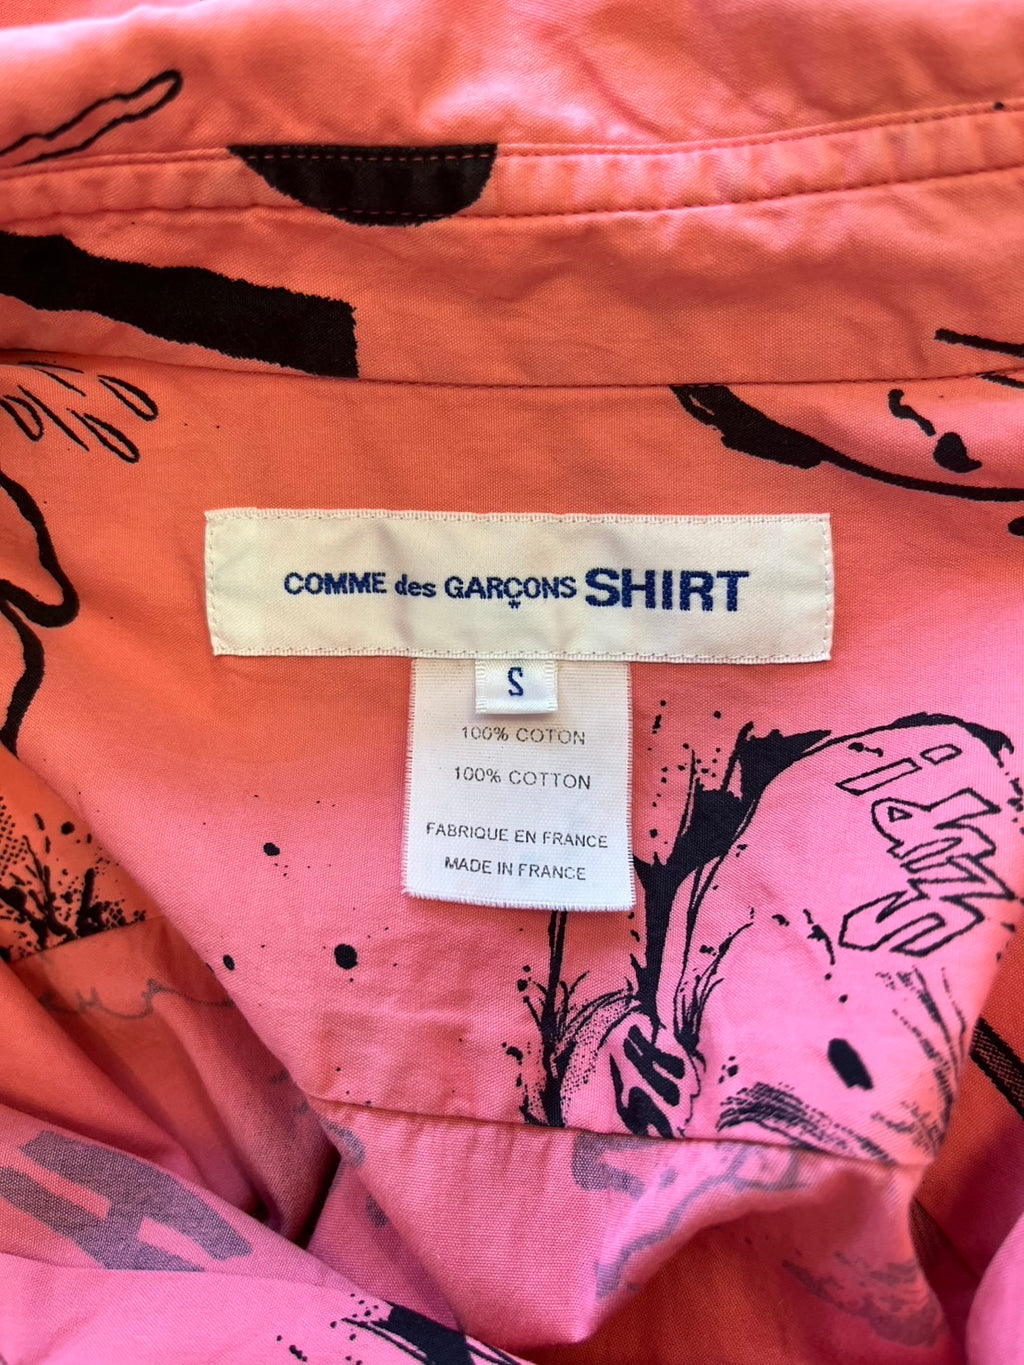 COMME des GARÇONS SHIRT
S
100% COTON
100% COTTON
FABRIQUE EN FRANCE
MADE IN FRANCE